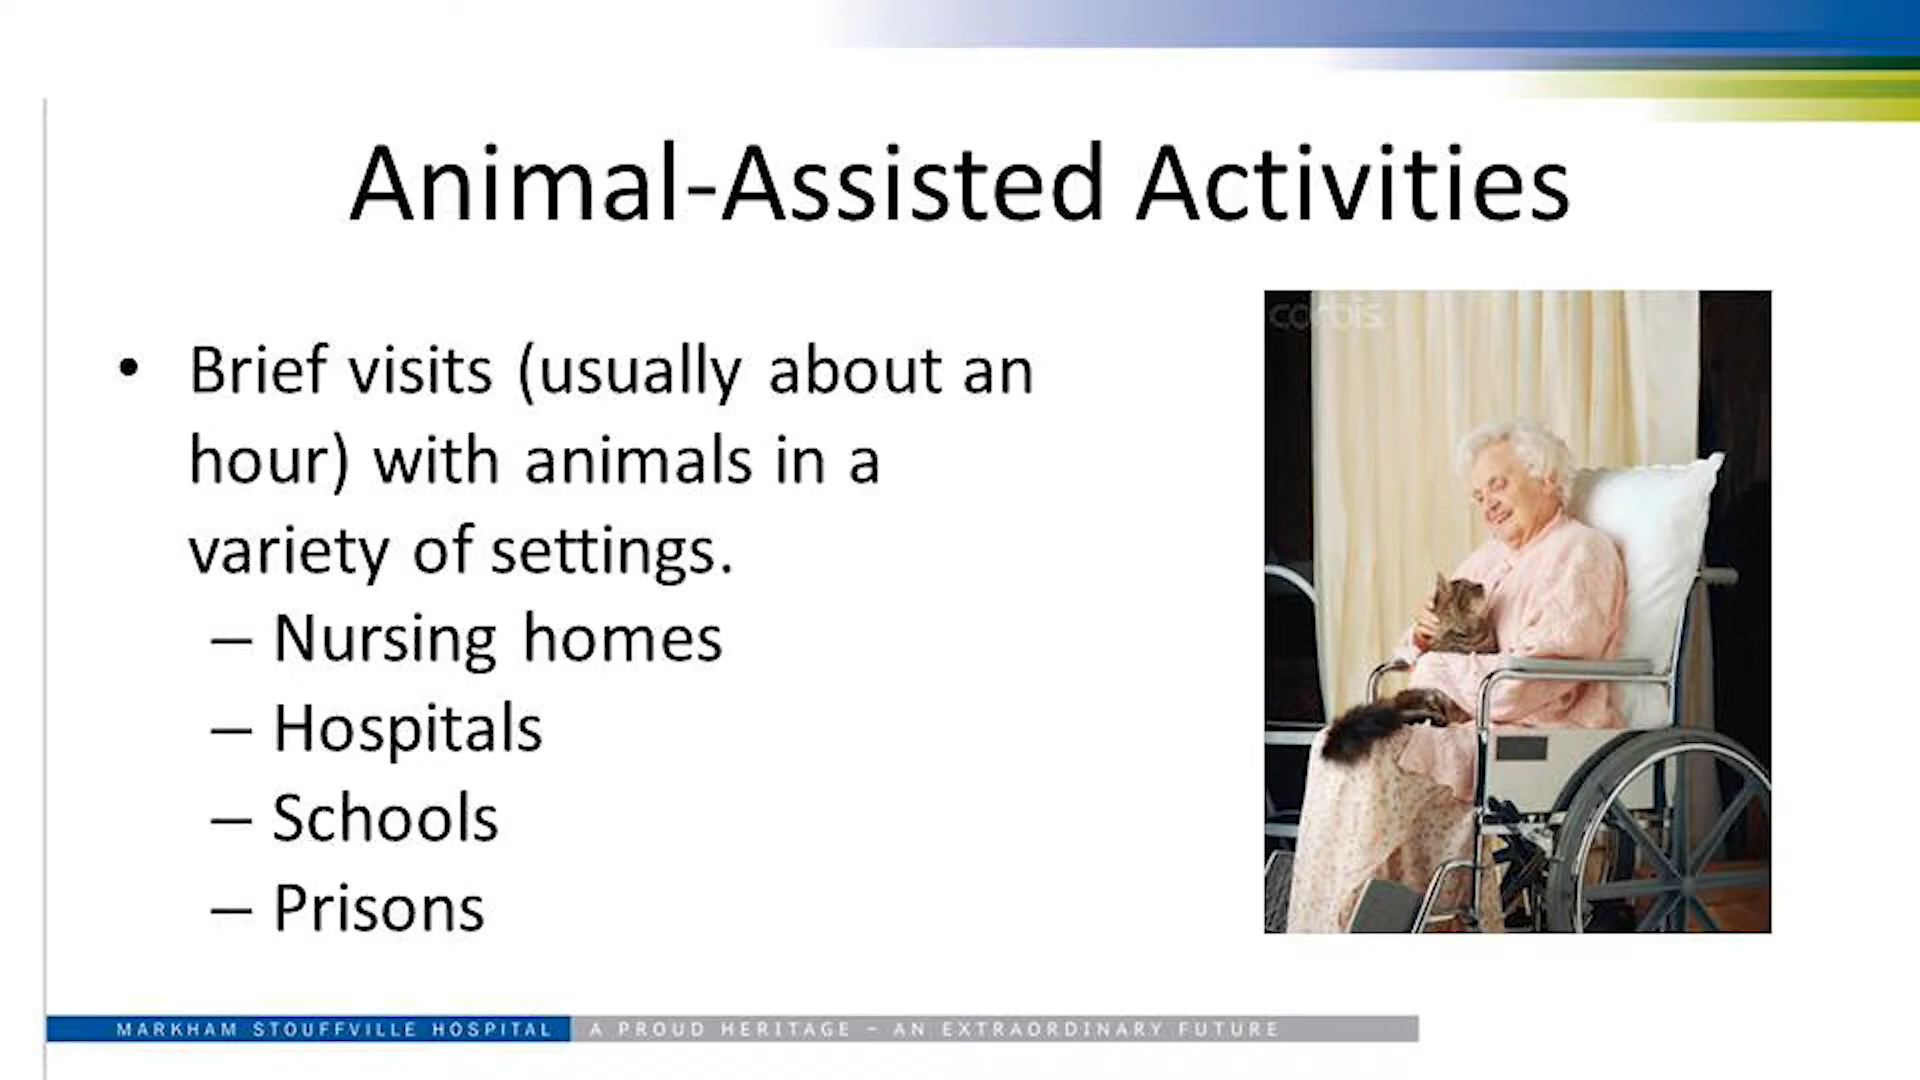 Animal-Assisted Activities
• Brief visits (usually about an
hour) with animals in a
variety of settings.
– Nursing homes
– Hospitals
– Schools
– Prisons
corbis
MARKHAM STOUFFVILLE HOSPITAL A PROUD HERITAGE – AN EXTRAORDINARY FUTURE